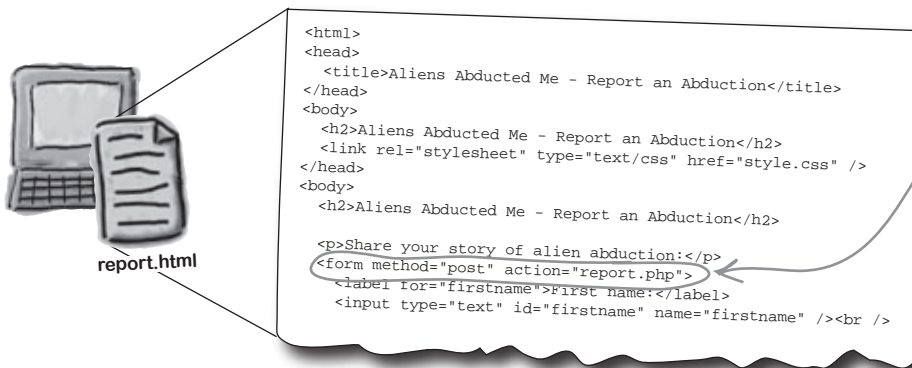 <html>
<head>
<title>Aliens Abducted Me - Report an Abduction</title>
</head>
<body>
<h2>Aliens Abducted Me - Report an Abduction</h2>
<link rel="stylesheet" type="text/css" href="style.css" />
</head>
<body>
<h2>Aliens Abducted Me - Report an Abduction</h2>
<p>Share your story of alien abduction:</p>
<form method="post" action="report.php">
<label for="firstname">First name:</label>
<input type="text" id="firstname" name="firstname" /><br />
report.html